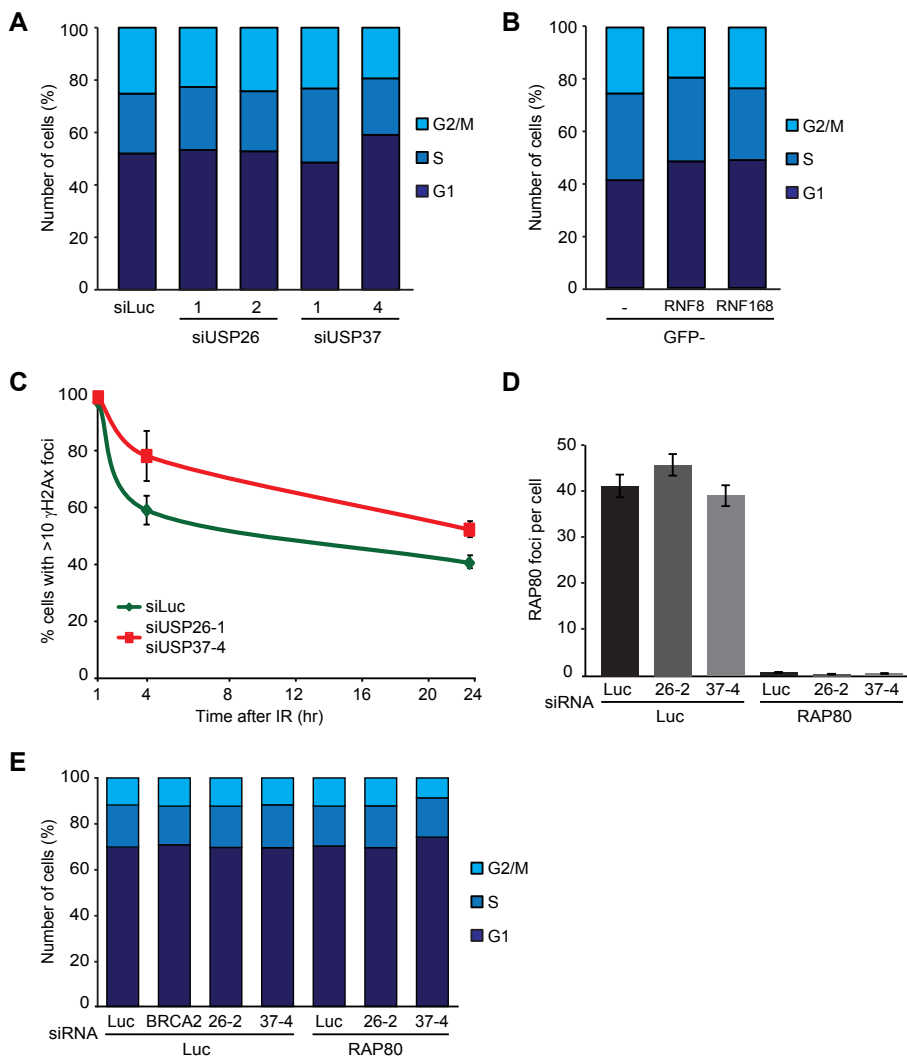 A
Number of cells (%)
100
80
60
40
20
0
siLuc 1 2 1 4
siUSP26 siUSP37
G2/M
S
G1
B
Number of cells (%)
100
80
60
40
20
0
- RNF8 RNF168
GFP-
G2/M
S
G1
C
% cells with >10 γH2Ax foci
100
80
60
40
20
0
siLuc
siUSP26-1
siUSP37-4
1 4 8 12 16 20 24
Time after IR (hr)
D
RAP80 foci per cell
50
40
30
20
10
0
siRNA Luc 26-2 37-4 Luc 26-2 37-4
Luc RAP80
E
Number of cells (%)
100
80
60
40
20
0
siRNA Luc BRCA2 26-2 37-4 Luc 26-2 37-4
Luc RAP80
G2/M
S
G1